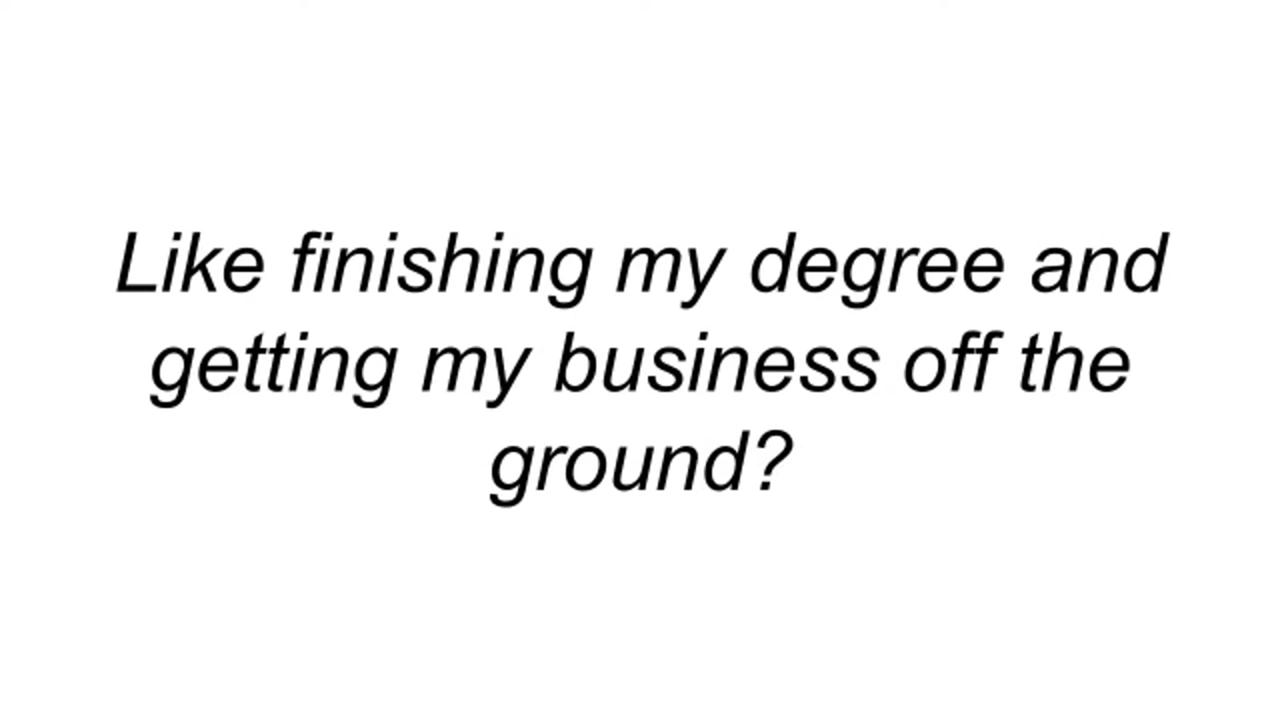 Like finishing my degree and
getting my business off the
ground?